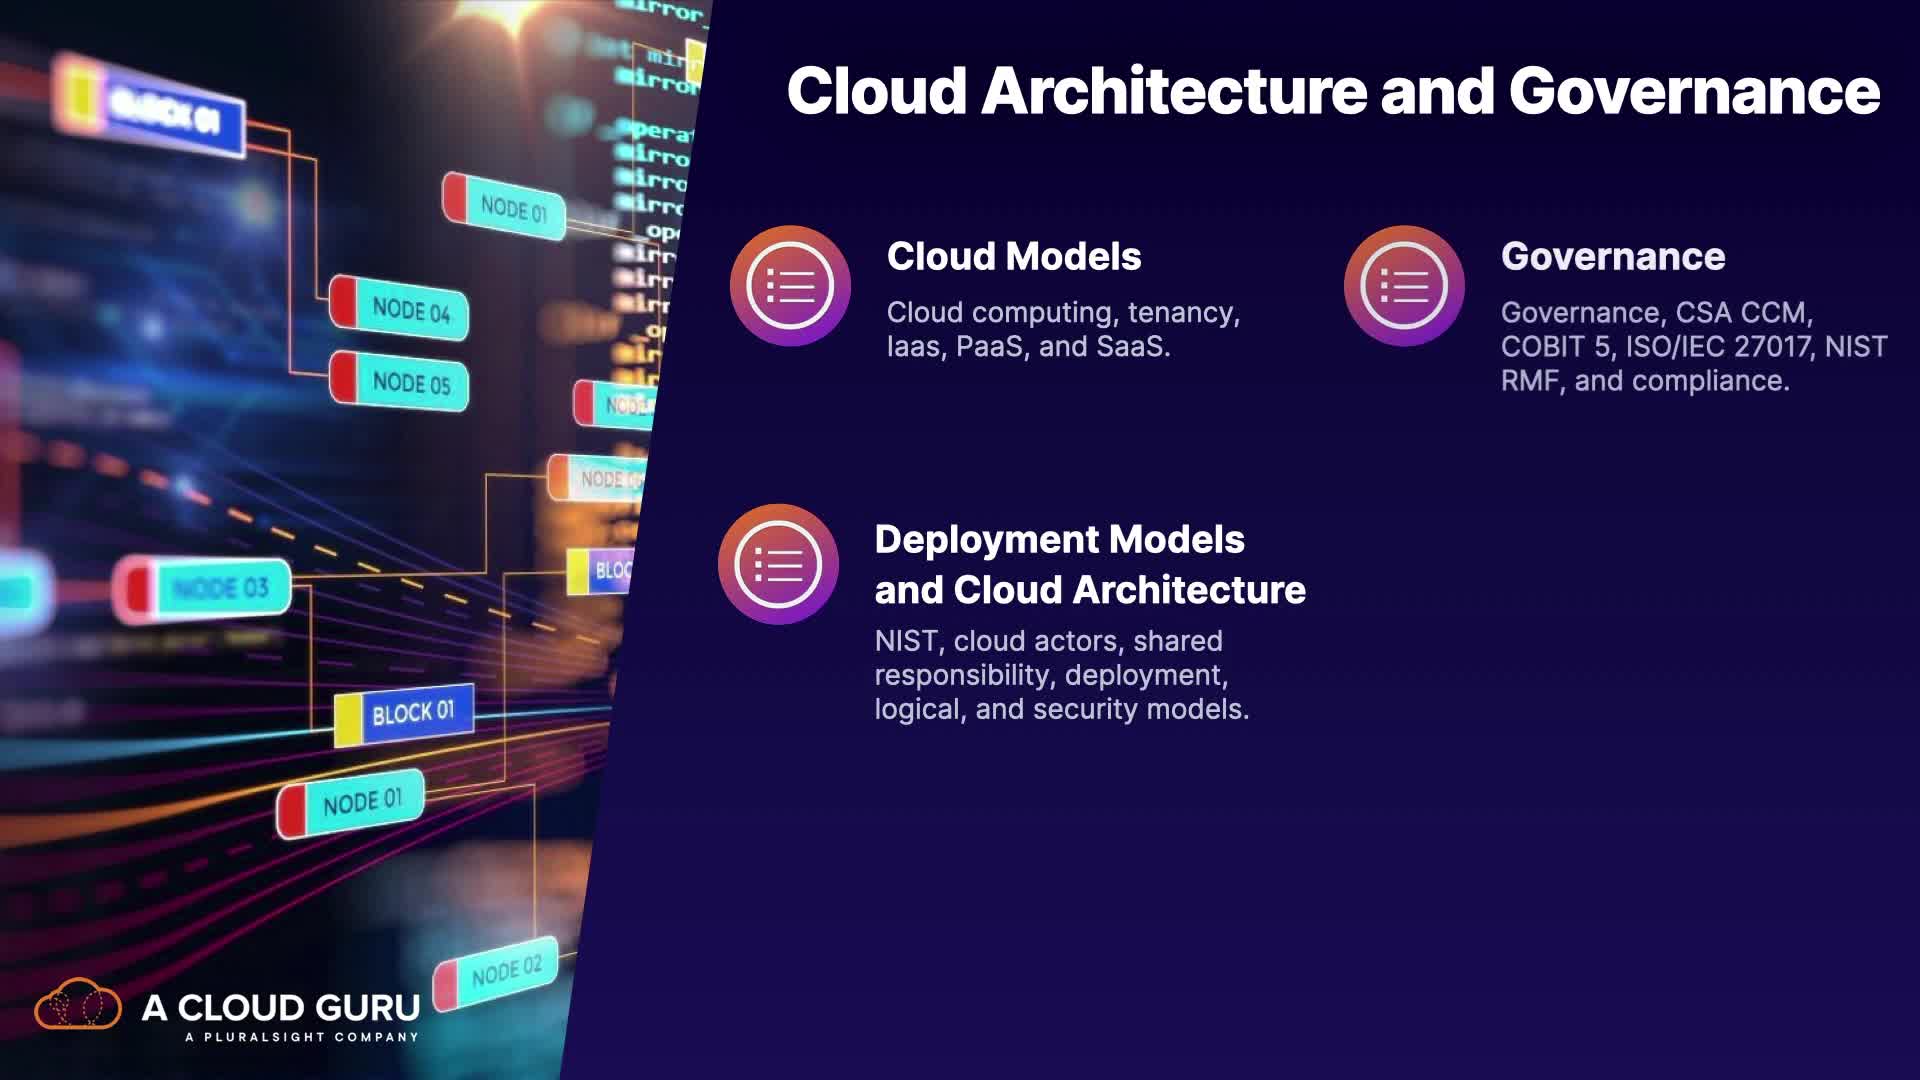 Cloud Architecture and Governance
Cloud Models
Cloud computing, tenancy,
Iaas, PaaS, and SaaS.
Governance
Governance, CSA CCM,
COBIT 5, ISO/IEC 27017, NIST
RMF, and compliance.
Deployment Models
and Cloud Architecture
NIST, cloud actors, shared
responsibility, deployment,
logical, and security models.
BLOCK 01
NODE 01
NODE 04
NODE 05
NODE 03
BLOCK 01
NODE 01
NODE 02
A CLOUD GURU
A PLURALSIGHT COMPANY